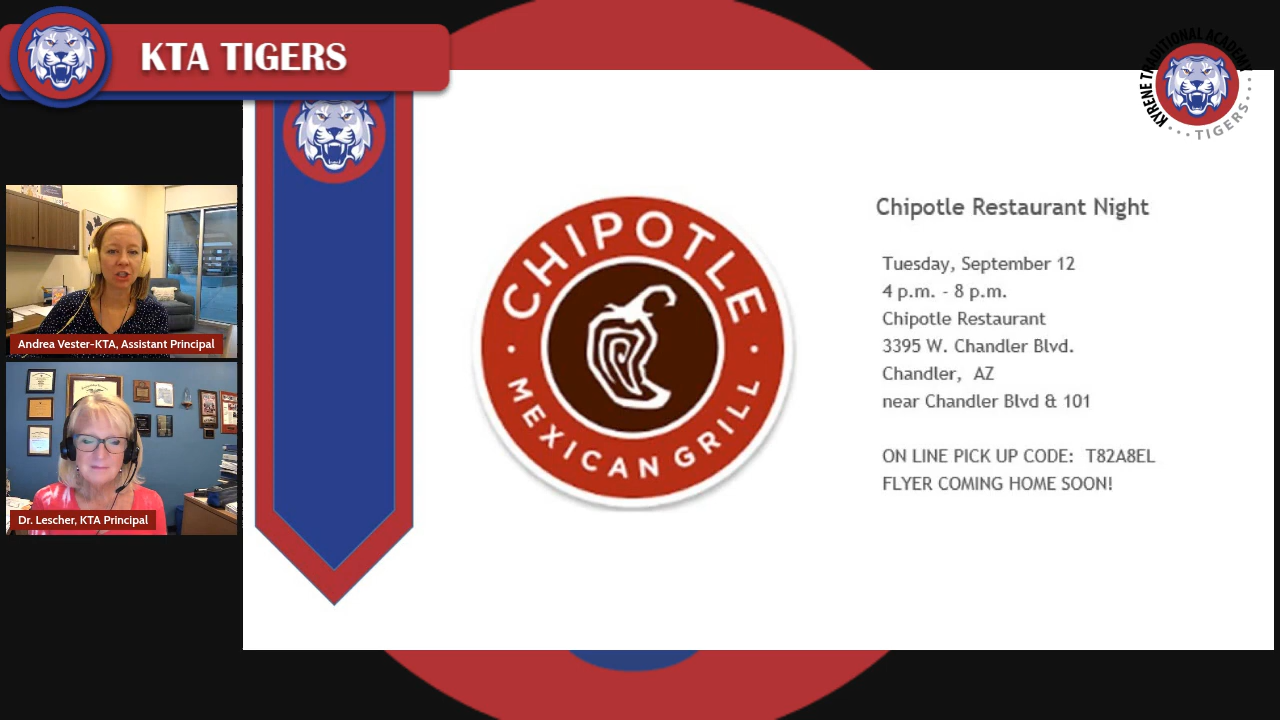 KTA TIGERS
KYRENE TRADITIONAL ACADEMY
TIGERS
Andrea Vester-KTA, Assistant Principal
Dr. Lescher, KTA Principal
CHIPOTLE
MEXICAN GRILL
Chipotle Restaurant Night
Tuesday, September 12
4 p.m. - 8 p.m.
Chipotle Restaurant
3395 W. Chandler Blvd.
Chandler, AZ
near Chandler Blvd & 101
ON LINE PICK UP CODE: T82A8EL
FLYER COMING HOME SOON!